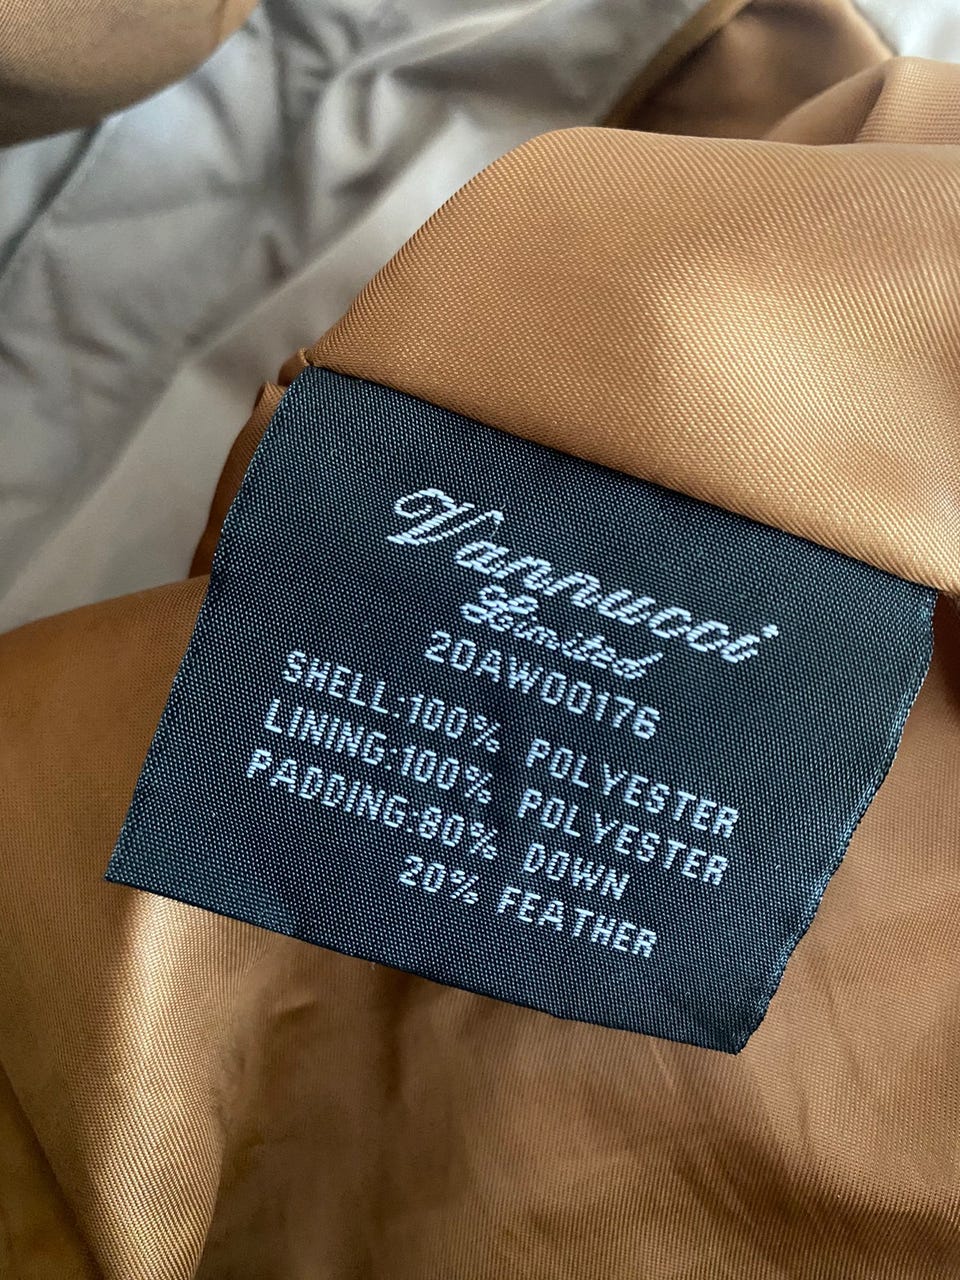 Vannucci
Limited
20AW00176
SHELL:100% POLYESTER
LINING:100% POLYESTER
PADDING:80% DOWN
20% FEATHER